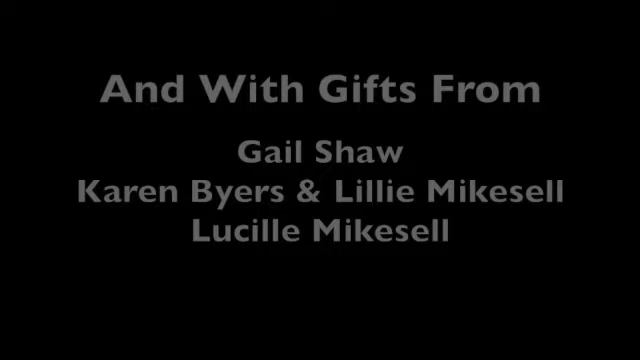 And With Gifts From
Gail Shaw
Karen Byers & Lillie Mikesell
Lucille Mikesell